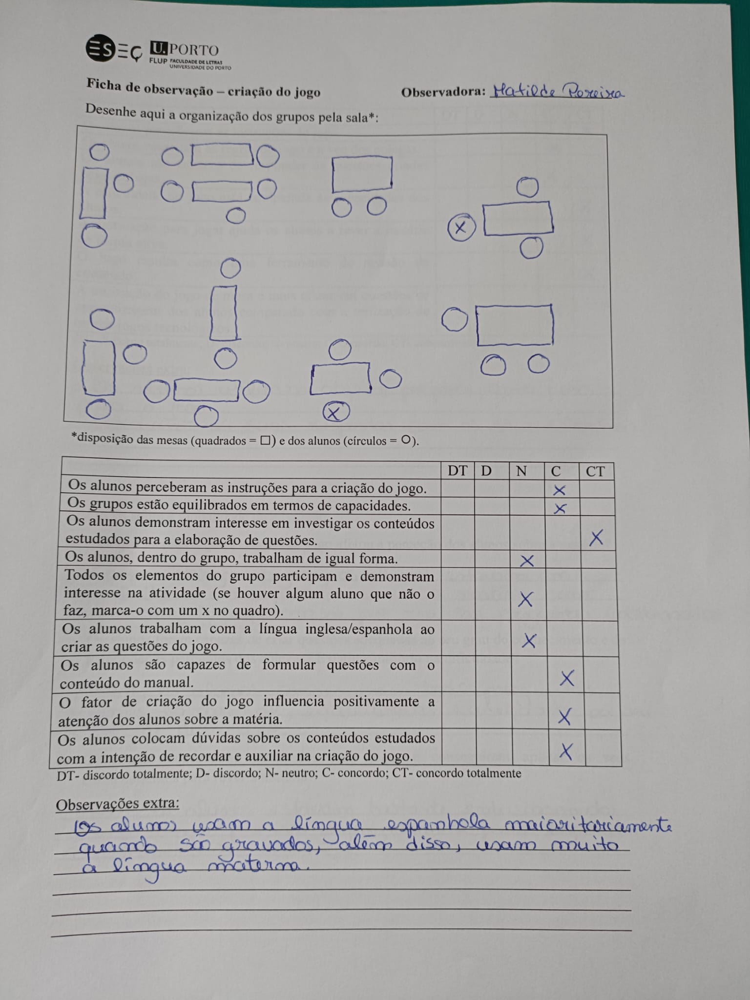 ESEÇ U.PORTO
FLUP FACULDADE DE LETRAS
UNIVERSIDADE DO PORTO
Ficha de observação – criação do jogo Observadora: Matilde Pereira
Desenhe aqui a organização dos grupos pela sala*:
X
X
*disposição das mesas (quadrados = □) e dos alunos (círculos = ○).
DT D N C CT
Os alunos perceberam as instruções para a criação do jogo. X
Os grupos estão equilibrados em termos de capacidades. X
Os alunos demonstram interesse em investigar os conteúdos
estudados para a elaboração de questões. X
Os alunos, dentro do grupo, trabalham de igual forma. X
Todos os elementos do grupo participam e demonstram
interesse na atividade (se houver algum aluno que não o X
faz, marca-o com um x no quadro).
Os alunos trabalham com a língua inglesa/espanhola ao
criar as questões do jogo. X
Os alunos são capazes de formular questões com o
conteúdo do manual. X
O fator de criação do jogo influencia positivamente a
atenção dos alunos sobre a matéria. X
Os alunos colocam dúvidas sobre os conteúdos estudados
com a intenção de recordar e auxiliar na criação do jogo. X
DT- discordo totalmente; D- discordo; N- neutro; C- concordo; CT- concordo totalmente
Observações extra:
Os alunos usam a língua espanhola maioritariamente
quando são gravados, além disso, usam muito
a língua materna.